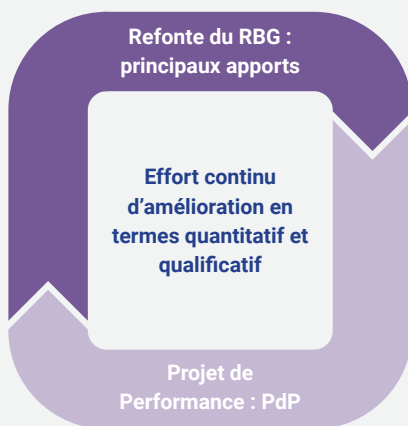 Refonte du RBG :
principaux apports
Effort continu
d’amélioration en
termes quantitatif et
qualificatif
Projet de
Performance : PdP